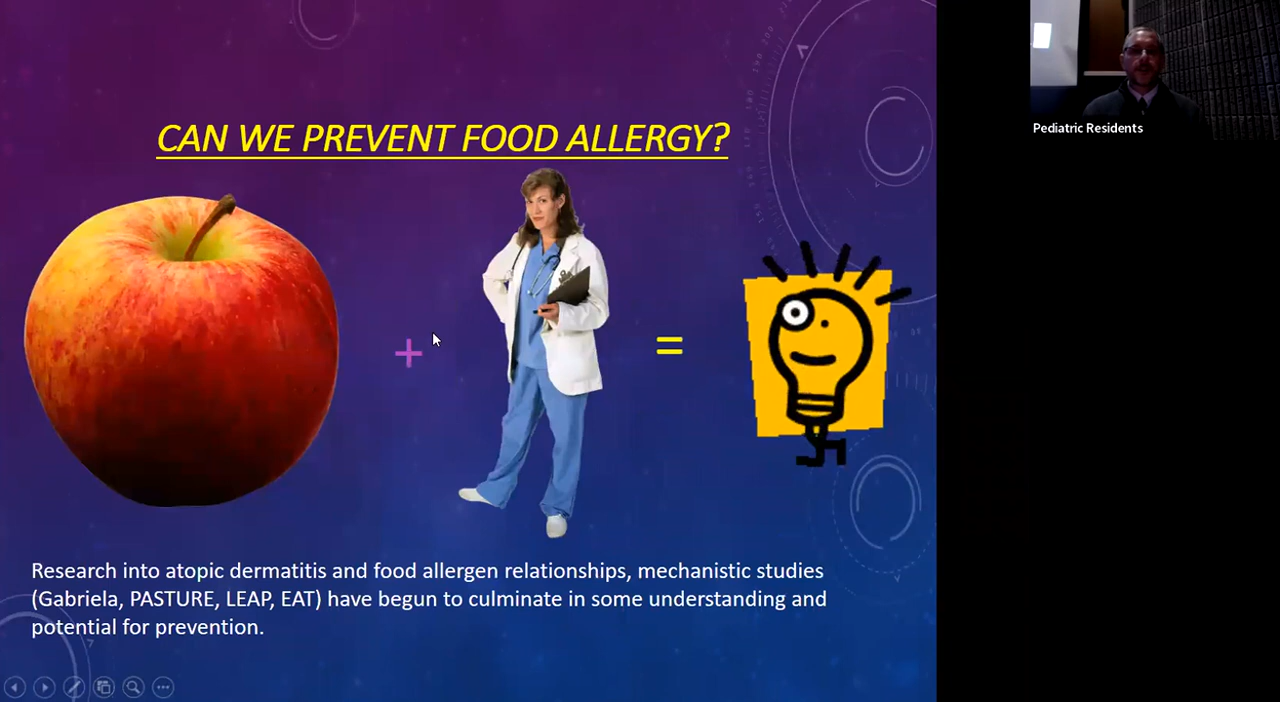 CAN WE PREVENT FOOD ALLERGY?
+
=
Research into atopic dermatitis and food allergen relationships, mechanistic studies
(Gabriela, PASTURE, LEAP, EAT) have begun to culminate in some understanding and
potential for prevention.
Pediatric Residents